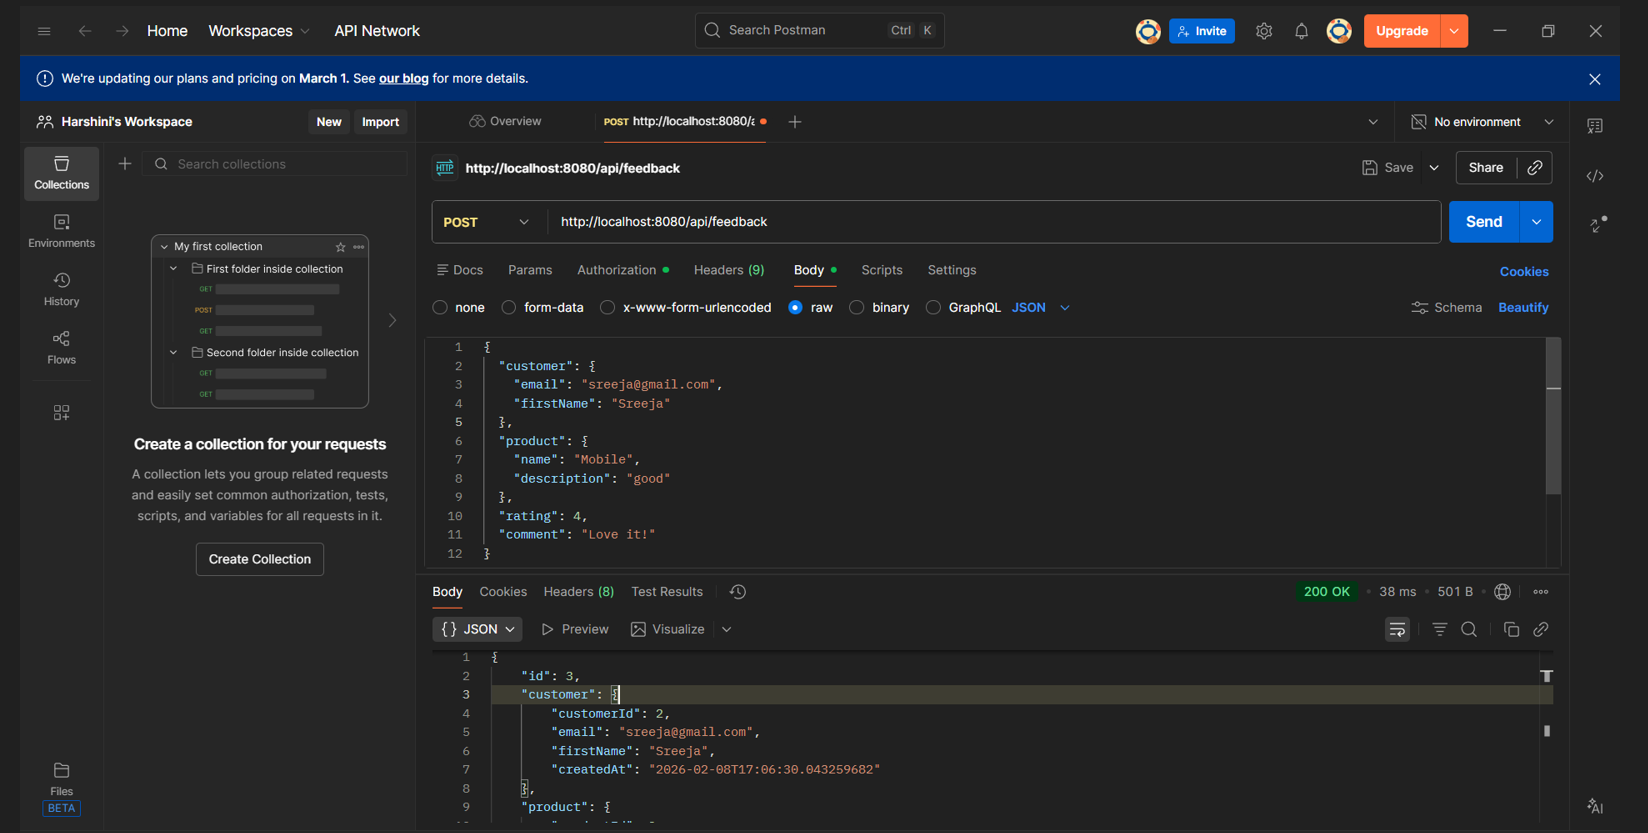 Home Workspaces API Network
Search Postman Ctrl K
Invite
Upgrade
We're updating our plans and pricing on March 1. See our blog for more details.
Harshini's Workspace
New Import
Overview
POST http://localhost:8080/a
No environment
Collections
Environments
History
Flows
Files
BETA
Search collections
My first collection
First folder inside collection
GET
POST
GET
Second folder inside collection
GET
GET
Create a collection for your requests
A collection lets you group related requests
and easily set common authorization, tests,
scripts, and variables for all requests in it.
Create Collection
HTTP http://localhost:8080/api/feedback
Save Share
POST http://localhost:8080/api/feedback Send
Docs Params Authorization Headers (9) Body Scripts Settings Cookies
none form-data x-www-form-urlencoded raw binary GraphQL JSON Schema Beautify
1 {
2 "customer": {
3 "email": "sreeja@gmail.com",
4 "firstName": "Sreeja"
5 },
6 "product": {
7 "name": "Mobile",
8 "description": "good"
9 },
10 "rating": 4,
11 "comment": "Love it!"
12 }
Body Cookies Headers (8) Test Results 200 OK 38 ms 501 B
{} JSON Preview Visualize
1 {
2 "id": 3,
3 "customer": {
4 "customerId": 2,
5 "email": "sreeja@gmail.com",
6 "firstName": "Sreeja",
7 "createdAt": "2026-02-08T17:06:30.043259682"
8 },
9 "product": {
AI